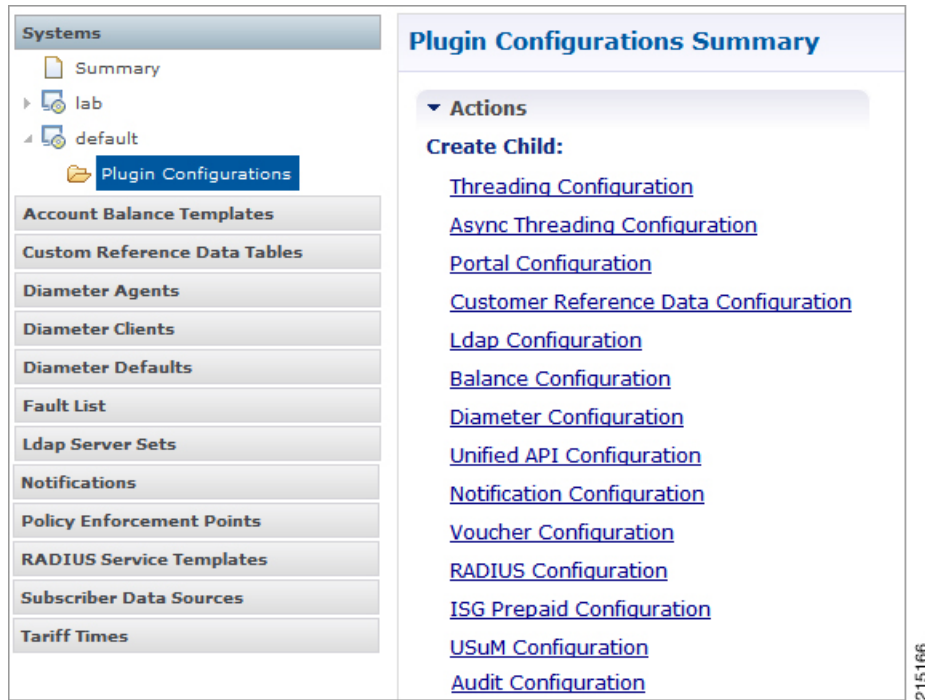 Systems
Summary
lab
default
Plugin Configurations
Account Balance Templates
Custom Reference Data Tables
Diameter Agents
Diameter Clients
Diameter Defaults
Fault List
Ldap Server Sets
Notifications
Policy Enforcement Points
RADIUS Service Templates
Subscriber Data Sources
Tariff Times
Plugin Configurations Summary
Actions
Create Child:
Threading Configuration
Async Threading Configuration
Portal Configuration
Customer Reference Data Configuration
Ldap Configuration
Balance Configuration
Diameter Configuration
Unified API Configuration
Notification Configuration
Voucher Configuration
RADIUS Configuration
ISG Prepaid Configuration
USuM Configuration
Audit Configuration
215166